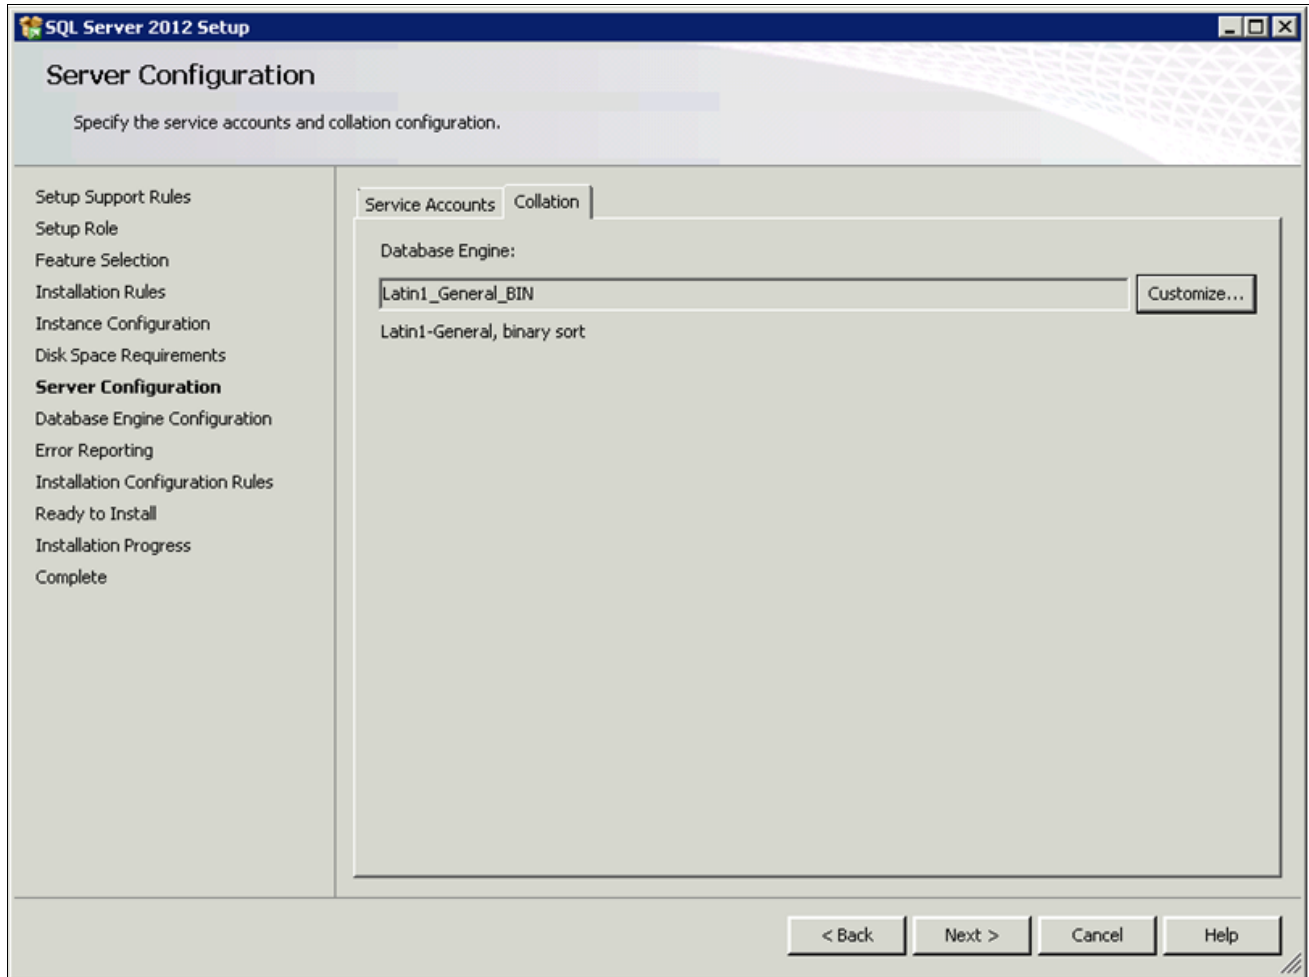 SQL Server 2012 Setup
Server Configuration
Specify the service accounts and collation configuration.
Setup Support Rules
Setup Role
Feature Selection
Installation Rules
Instance Configuration
Disk Space Requirements
Server Configuration
Database Engine Configuration
Error Reporting
Installation Configuration Rules
Ready to Install
Installation Progress
Complete
Service Accounts Collation
Database Engine:
Latin1_General_BIN Customize...
Latin1-General, binary sort
< Back Next > Cancel Help